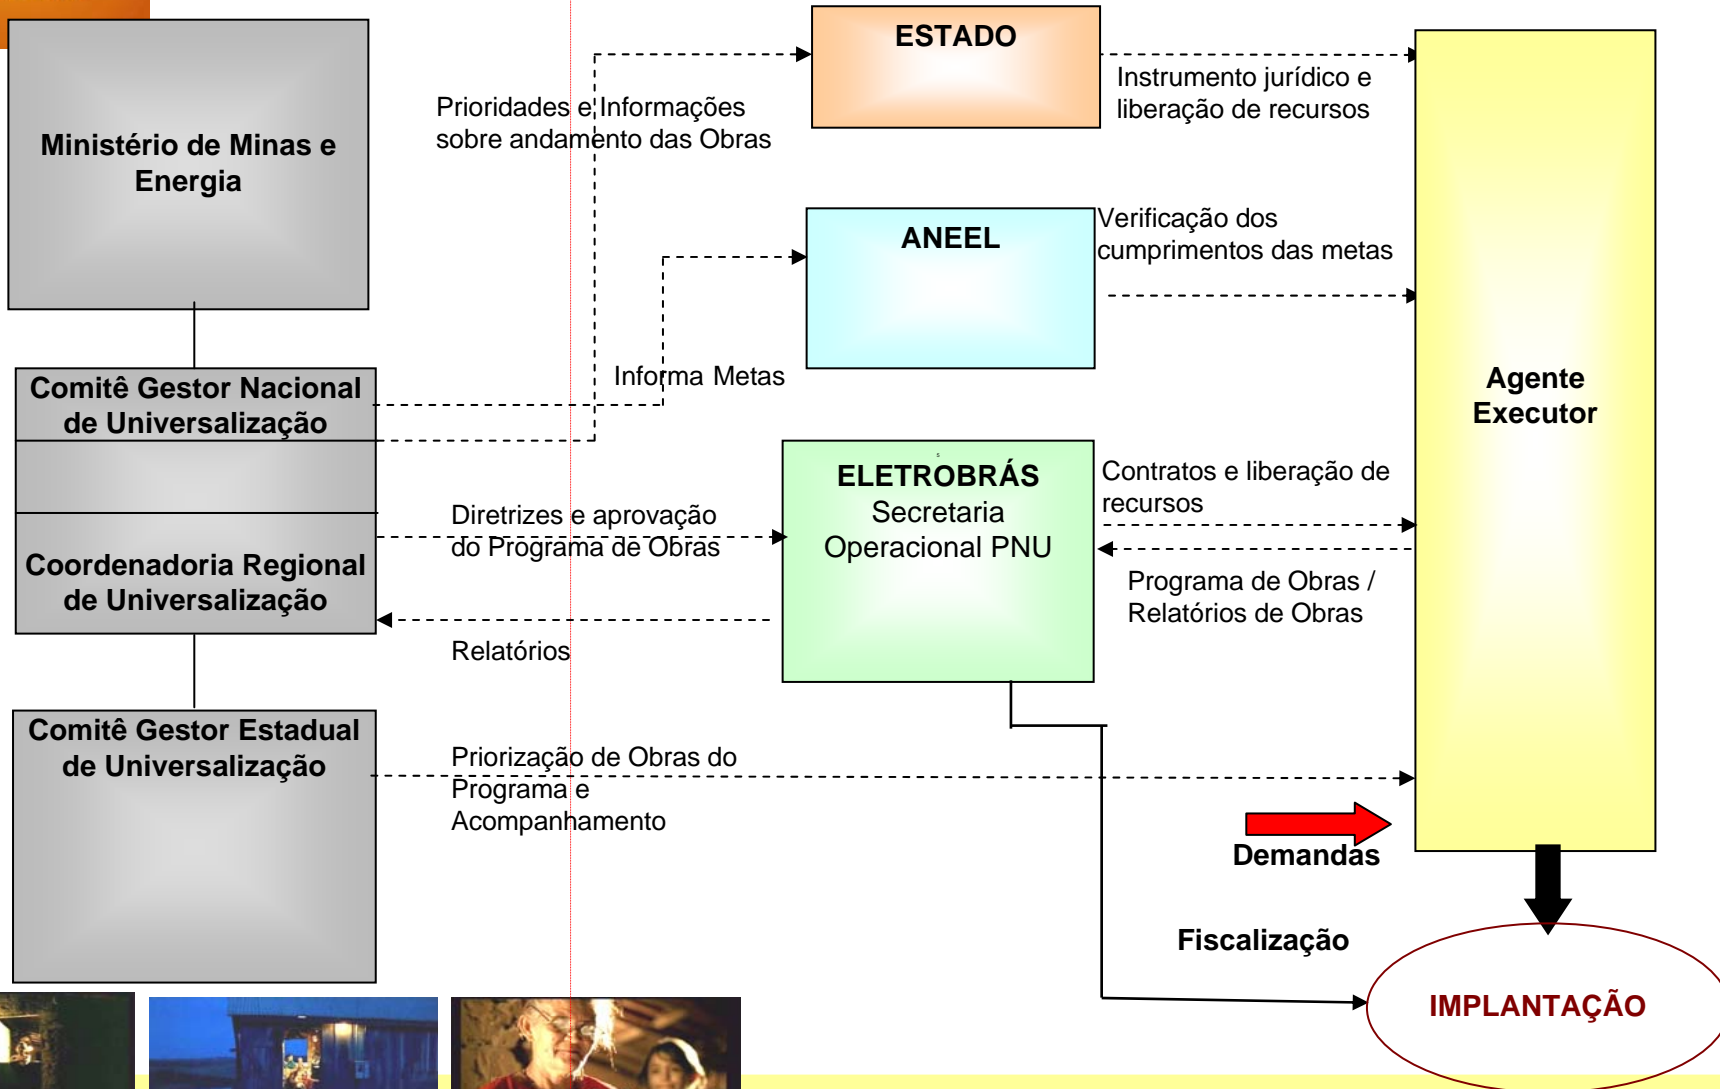 Ministério de Minas e
Energia
Comitê Gestor Nacional
de Universalização
Coordenadoria Regional
de Universalização
Comitê Gestor Estadual
de Universalização
Prioridades e Informações
sobre andamento das Obras
Informa Metas
Diretrizes e aprovação
do Programa de Obras
Relatórios
Priorização de Obras do
Programa e
Acompanhamento
ESTADO
ANEEL
s
ELETROBRÁS
Secretaria
Operacional PNU
Instrumento jurídico e
liberação de recursos
Verificação dos
cumprimentos das metas
Contratos e liberação de
recursos
Programa de Obras /
Relatórios de Obras
Demandas
Fiscalização
Agente
Executor
IMPLANTAÇÃO